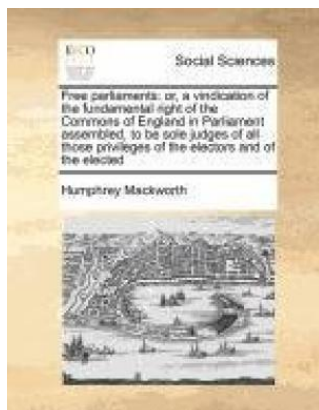 ECCO
Social Sciences
Free parliaments: or, a vindication of
the fundamental right of the
Commons of England in Parliament
assembled, to be sole judges of all
those privileges of the electors and of
the elected
Humphrey Mackworth